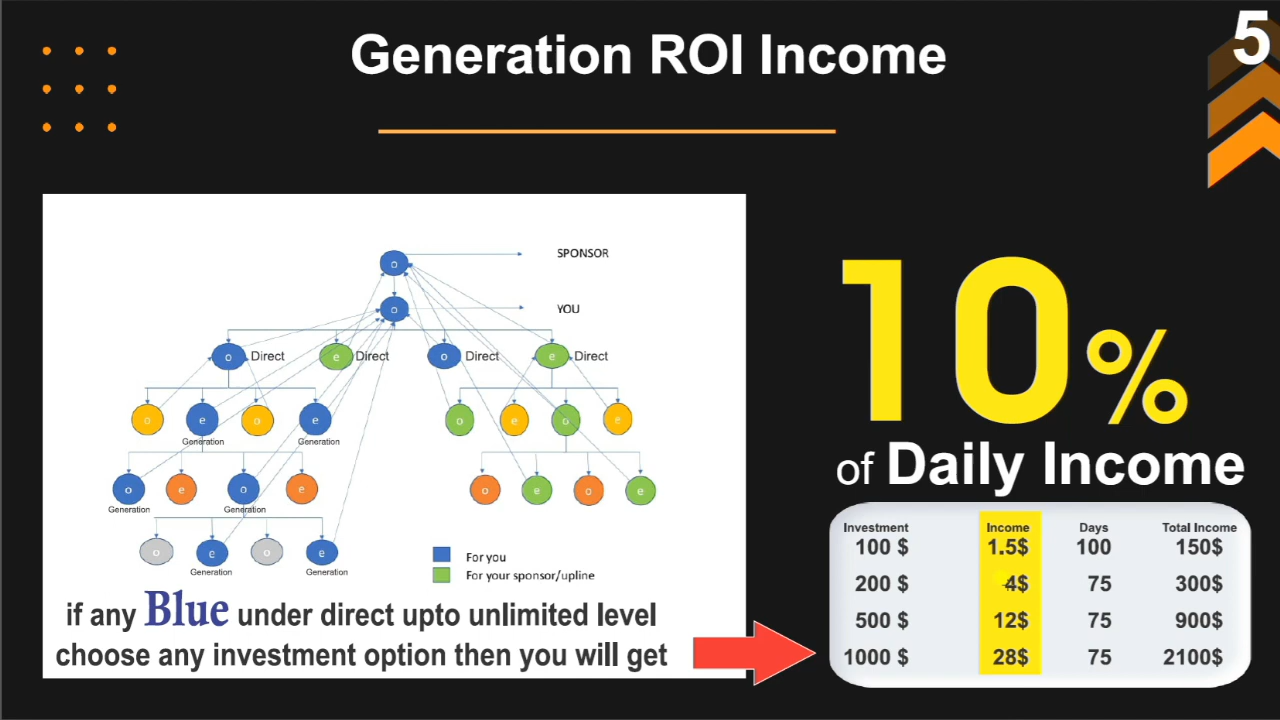 5
Generation ROI Income
SPONSOR
o
YOU
o
o Direct e Direct o Direct e Direct
o e o e o e o e
Generation Generation
o e o e o e o e
Generation Generation
o e o e
Generation Generation
For you
For your sponsor/upline
if any Blue under direct upto unlimited level
choose any investment option then you will get
10%
of Daily Income
Investment Income Days Total Income
100 $ 1.5$ 100 150$
200 $ 4$ 75 300$
500 $ 12$ 75 900$
1000 $ 28$ 75 2100$